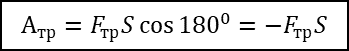 Aтр = FтрS cos 180⁰ = −FтрS